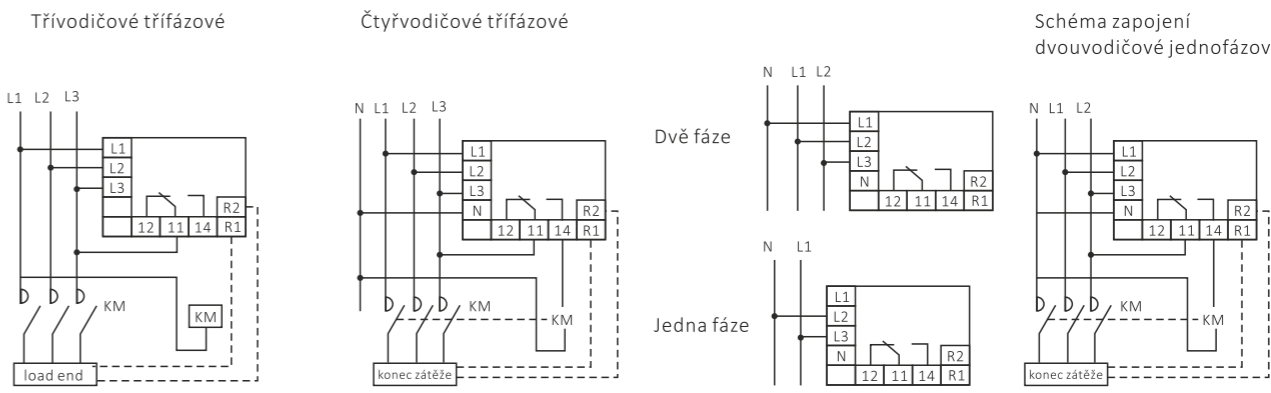 Třívodičové třífázové
L1 L2 L3
L1
L2
L3
R2
12 11 14 R1
KM
KM
load end
Čtyřvodičové třífázové
N L1 L2 L3
L1
L2
L3
N
R2
12 11 14 R1
KM
KM
konec zátěže
Dvě fáze
N L1 L2
L1
L2
L3
N
R2
12 11 14 R1
Jedna fáze
N L1
L1
L2
L3
N
R2
12 11 14 R1
Schéma zapojení
dvouvodičové jednofázov
N L1 L2
L1
L2
L3
N
R2
12 11 14 R1
KM
KM
konec zátěže